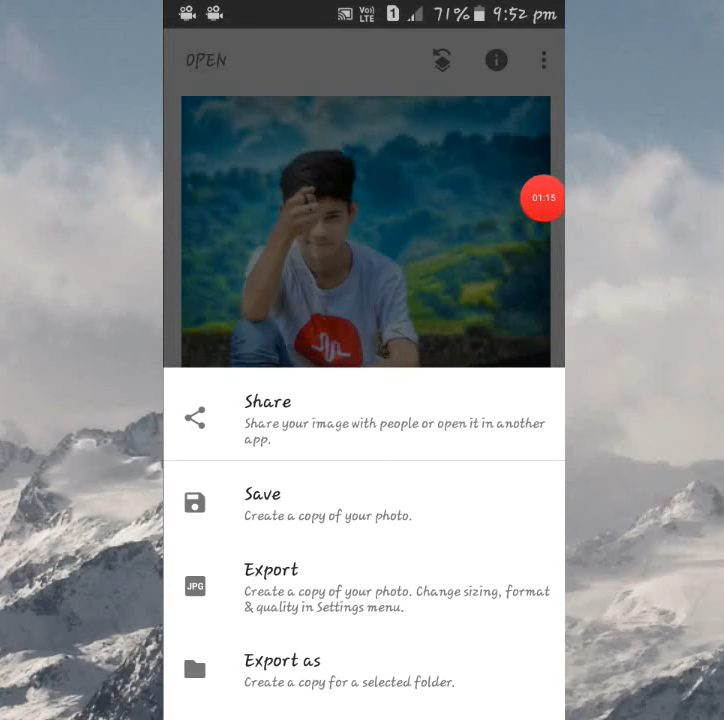 Vo))
LTE
1
71%
9:52 pm
OPEN
01:15
Share
Share your image with people or open it in another
app.
Save
Create a copy of your photo.
JPG
Export
Create a copy of your photo. Change sizing, format
& quality in Settings menu.
Export as
Create a copy for a selected folder.